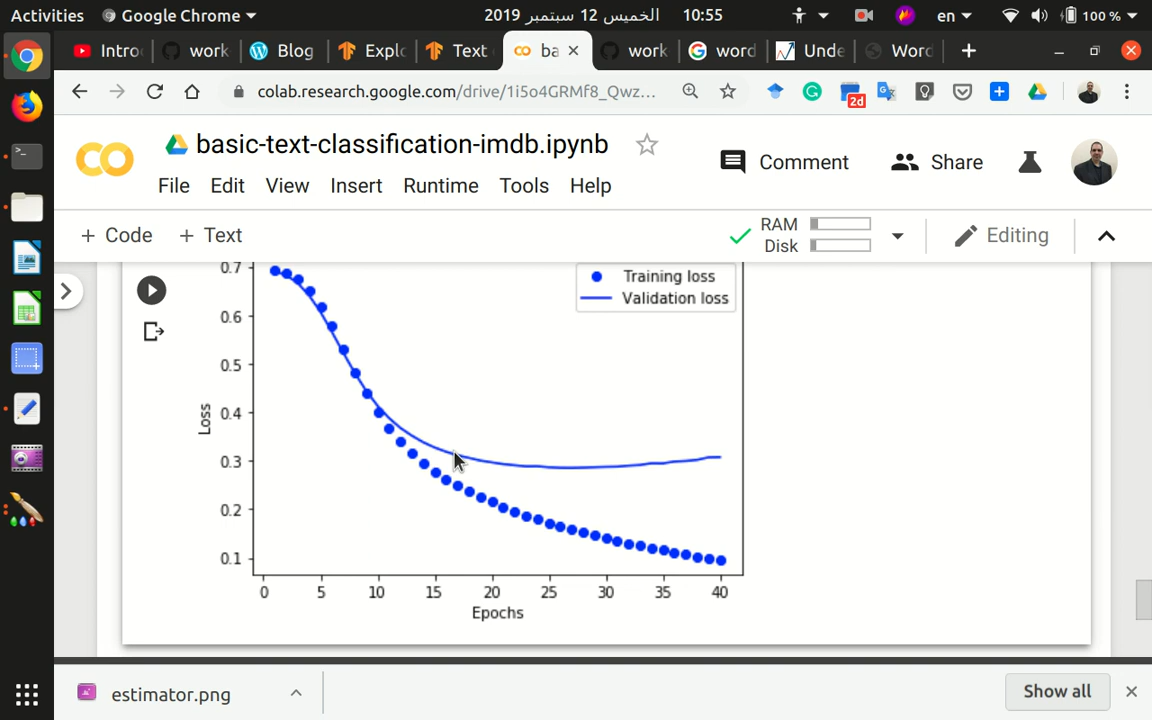 Activities Google Chrome 2019 الخميس 12 سبتمبر 10:55 en 100 %
Intro work Blog Explo Text ba work word Unde Word
colab.research.google.com/drive/1i5o4GRMf8_Qwz... 2d
basic-text-classification-imdb.ipynb
Comment Share
File Edit View Insert Runtime Tools Help
+ Code + Text RAM Disk Editing
0.7
0.6
0.5
0.4
0.3
0.2
0.1
Loss
Training loss
Validation loss
0 5 10 15 20 25 30 35 40
Epochs
estimator.png Show all